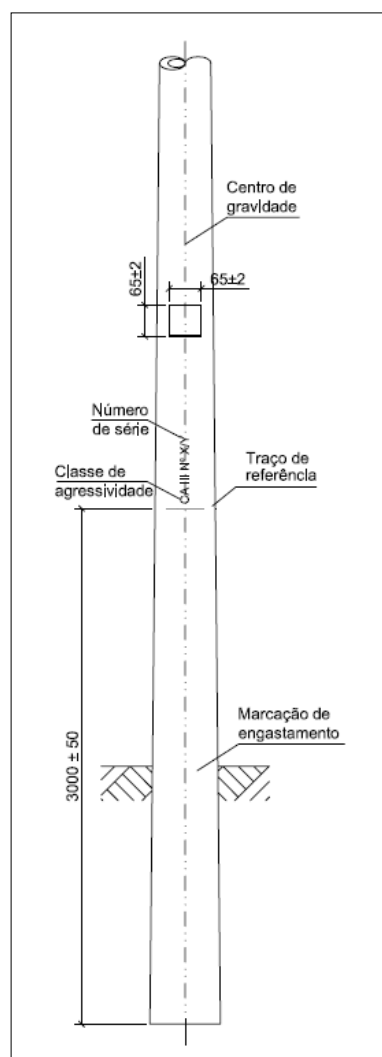 Centro de
gravidade
65±2
65±2
Número
de série
Classe de
agressividade
CA-III Nº-X/Y
Traço de
referência
3000 ± 50
Marcação de
engastamento